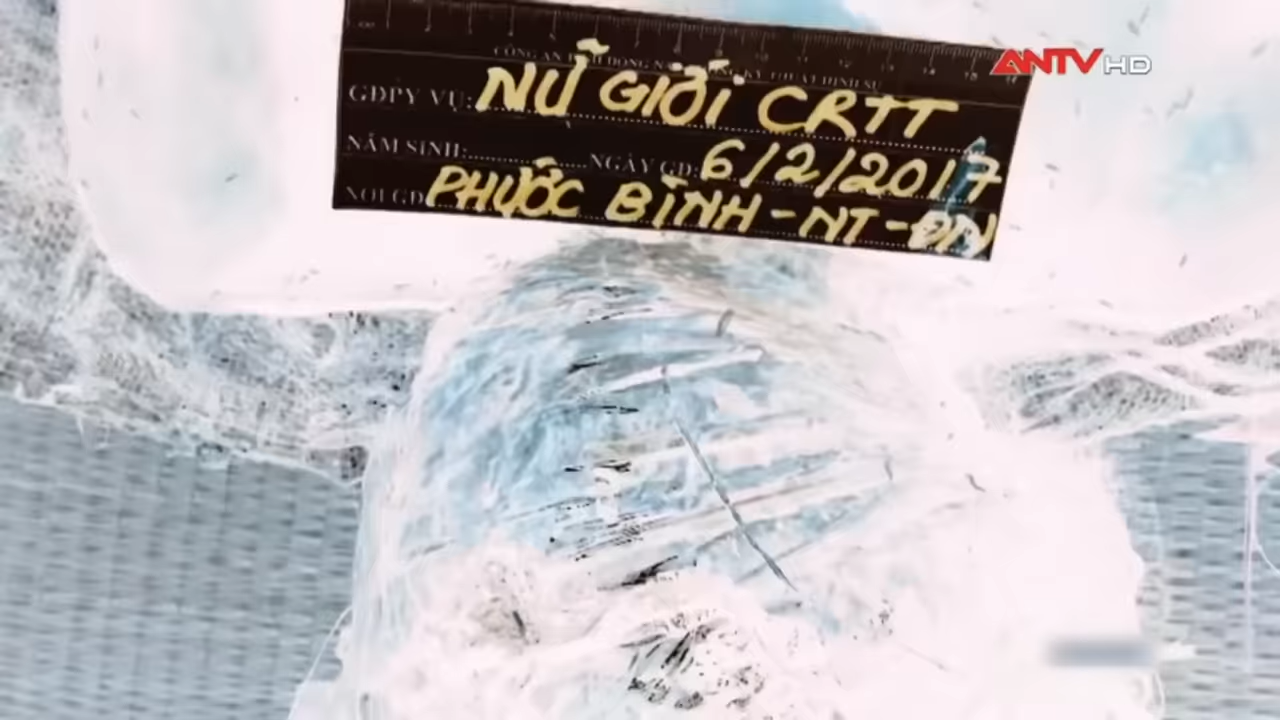 ANTV HD
NỮ GIỚI CRTT
GĐPY VỤ:
6/2/2017
NĂM SINH: NGÀY GĐ:
PHƯỚC BÌNH - NT - ĐN
NƠI GĐ